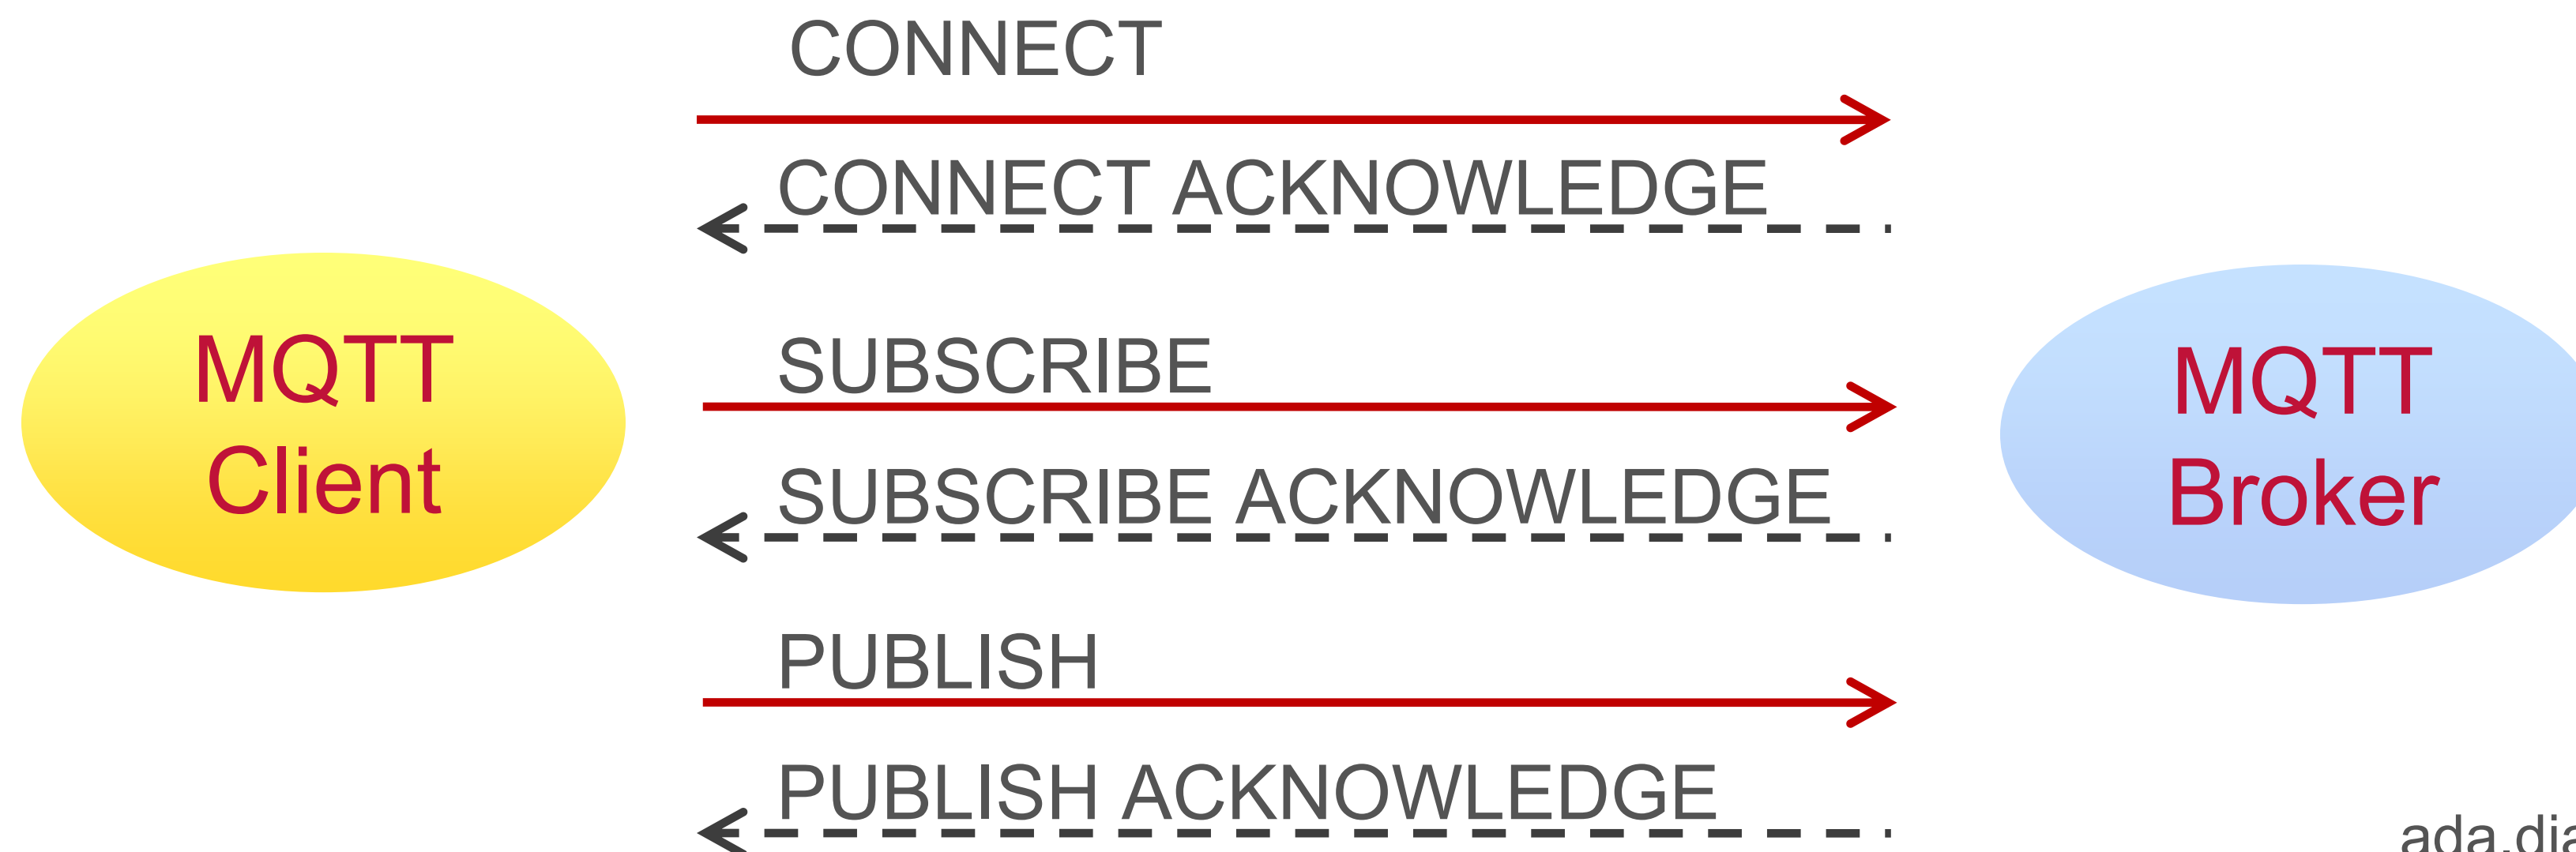 CONNECT
CONNECT ACKNOWLEDGE
MQTT
Client
SUBSCRIBE
SUBSCRIBE ACKNOWLEDGE
MQTT
Broker
PUBLISH
PUBLISH ACKNOWLEDGE